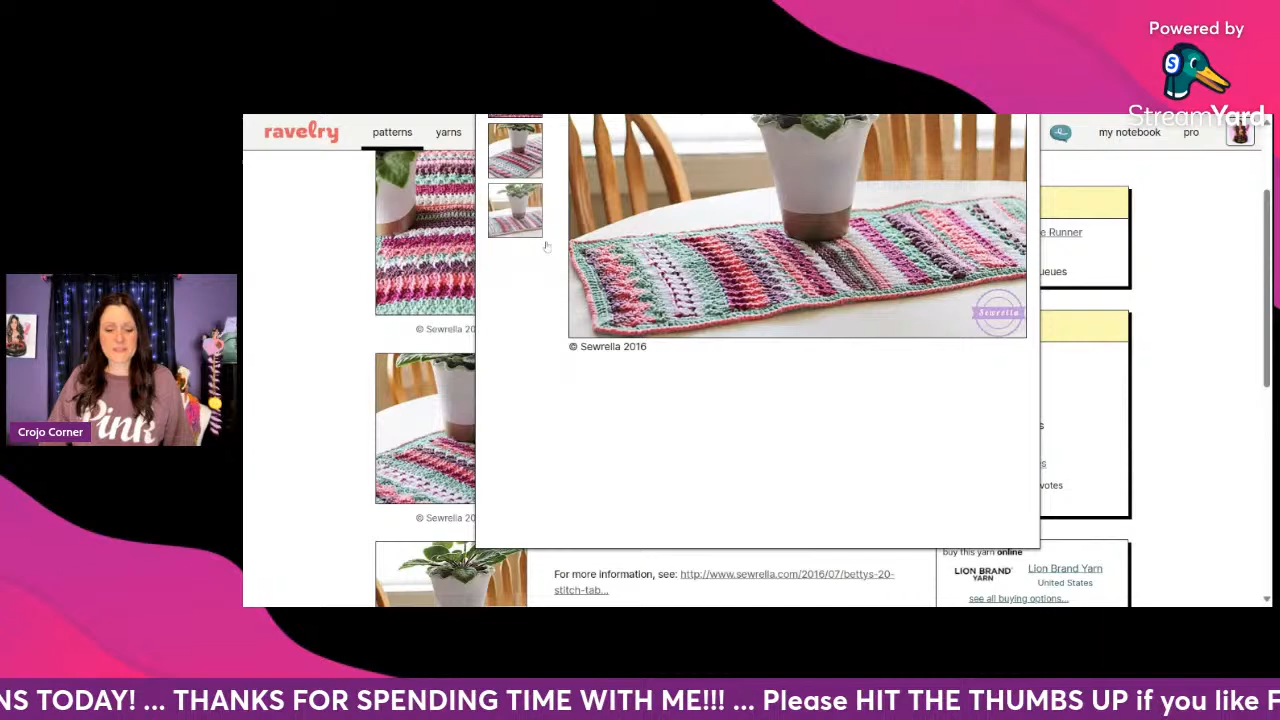 Powered by
StreamYard
ravelry
patterns
yarns
my notebook
pro
e Runner
ueues
Sewrella
© Sewrella 2016
© Sewrella 20
Pink
Crojo Corner
s
rs
votes
© Sewrella 20
buy this yarn online
LION BRAND YARN
Lion Brand Yarn
United States
see all buying options...
For more information, see: http://www.sewrella.com/2016/07/bettys-20-
stitch-tab...
NS TODAY! ... THANKS FOR SPENDING TIME WITH ME!!! ... Please HIT THE THUMBS UP if you like F